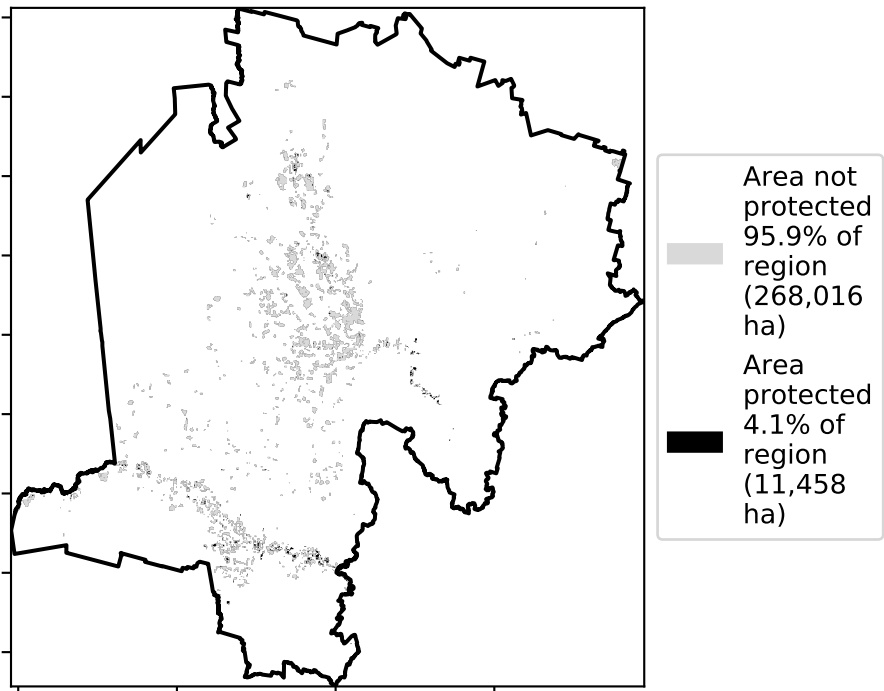 Area not
protected
95.9% of
region
(268,016
ha)
Area
protected
4.1% of
region
(11,458
ha)